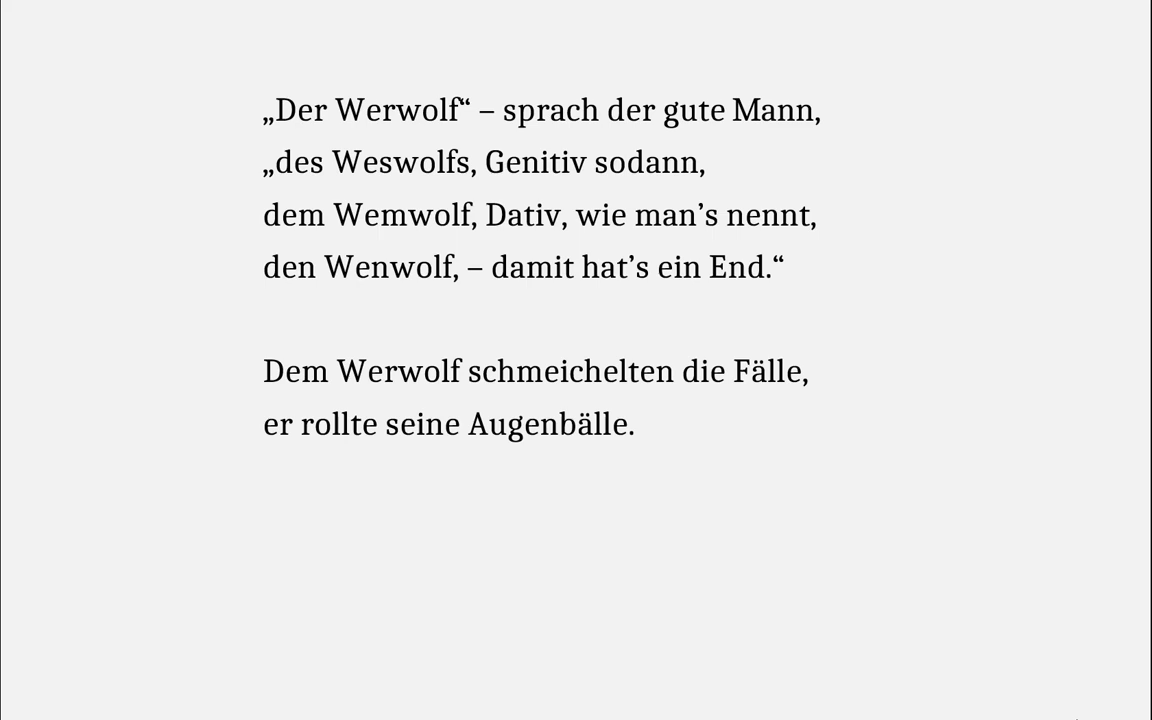 „Der Werwolf“ – sprach der gute Mann,
„des Weswolfs, Genitiv sodann,
dem Wemwolf, Dativ, wie man’s nennt,
den Wenwolf, – damit hat’s ein End.“
Dem Werwolf schmeichelten die Fälle,
er rollte seine Augenbälle.